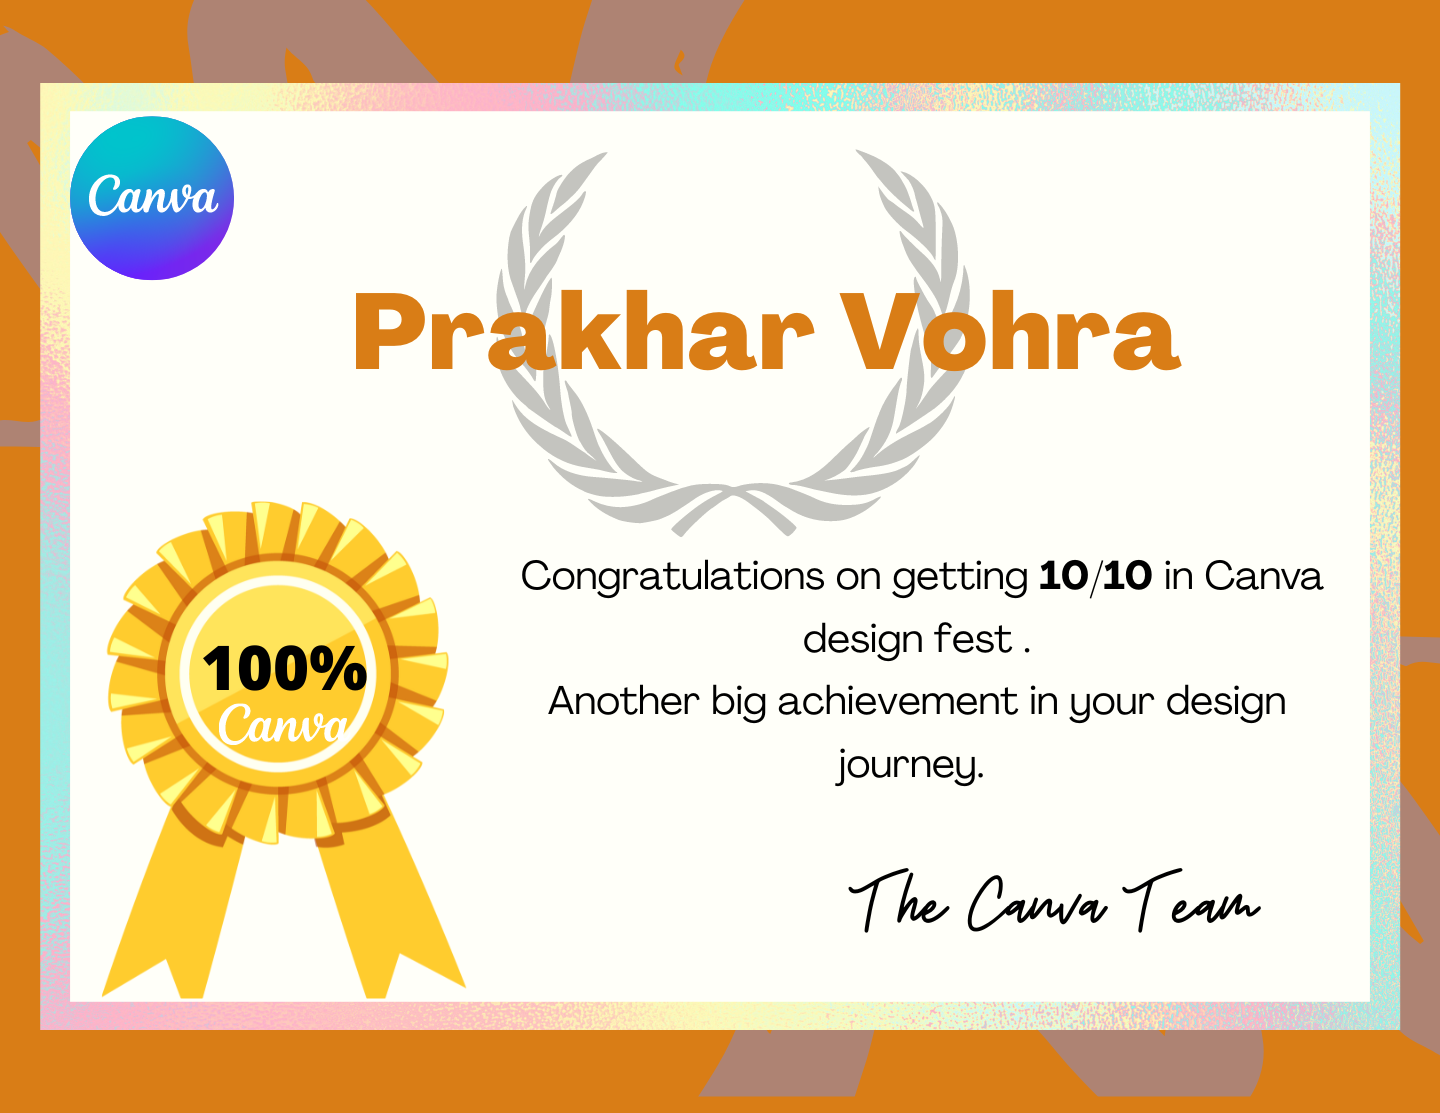 Canva
Prakhar Vohra
100%
Canva
Congratulations on getting 10/10 in Canva
design fest .
Another big achievement in your design
journey.
The Canva Team